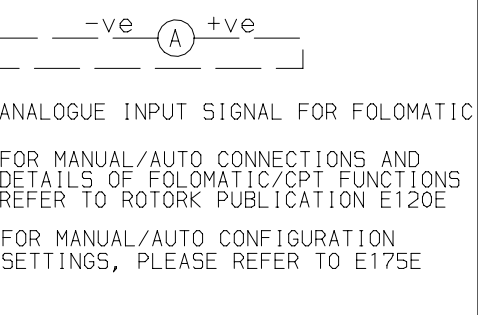 -ve A +ve
ANALOGUE INPUT SIGNAL FOR FOLOMATIC
FOR MANUAL/AUTO CONNECTIONS AND
DETAILS OF FOLOMATIC/CPT FUNCTIONS
REFER TO ROTORK PUBLICATION E120E
FOR MANUAL/AUTO CONFIGURATION
SETTINGS, PLEASE REFER TO E175E